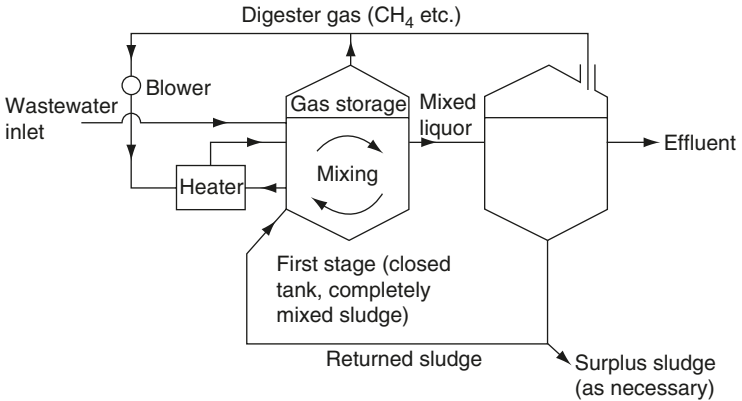 Digester gas (CH₄ etc.)
Blower
Wastewater
inlet
Gas storage
Mixed
liquor
Effluent
Heater
Mixing
First stage (closed
tank, completely
mixed sludge)
Returned sludge
Surplus sludge
(as necessary)